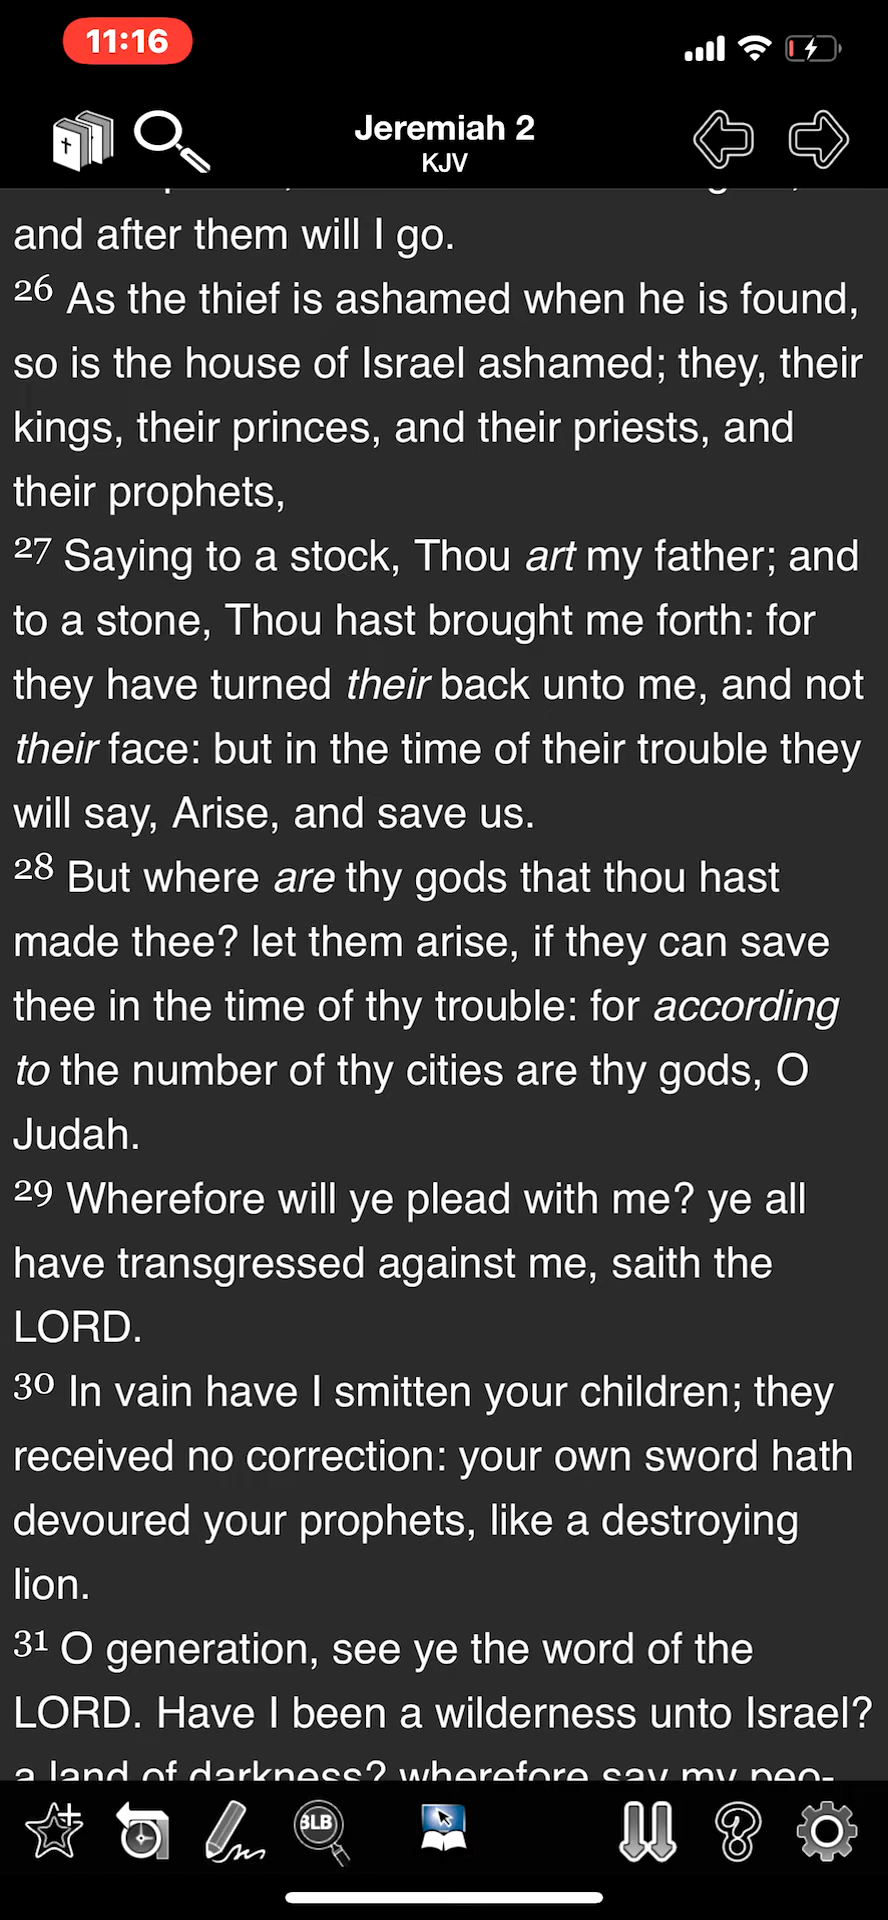 11:16
Jeremiah 2
KJV
and after them will I go.
26 As the thief is ashamed when he is found,
so is the house of Israel ashamed; they, their
kings, their princes, and their priests, and
their prophets,
27 Saying to a stock, Thou art my father; and
to a stone, Thou hast brought me forth: for
they have turned their back unto me, and not
their face: but in the time of their trouble they
will say, Arise, and save us.
28 But where are thy gods that thou hast
made thee? let them arise, if they can save
thee in the time of thy trouble: for according
to the number of thy cities are thy gods, O
Judah.
29 Wherefore will ye plead with me? ye all
have transgressed against me, saith the
LORD.
30 In vain have I smitten your children; they
received no correction: your own sword hath
devoured your prophets, like a destroying
lion.
31 O generation, see ye the word of the
LORD. Have I been a wilderness unto Israel?
a land of darkness? wherefore say my peo-
BLB